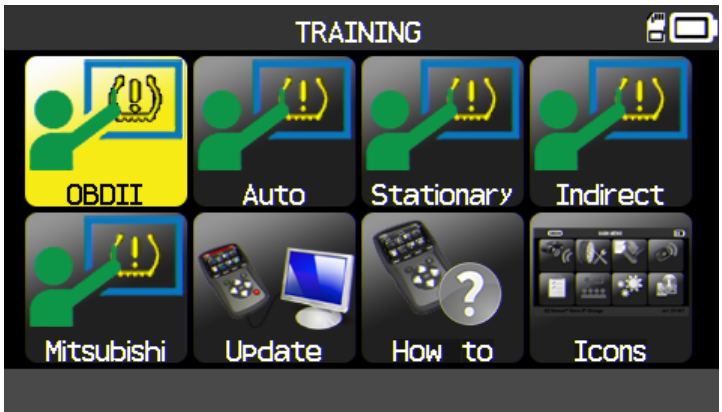 TRAINING
OBDII
Auto
Stationary
Indirect
Mitsubishi
Update
How to
Icons